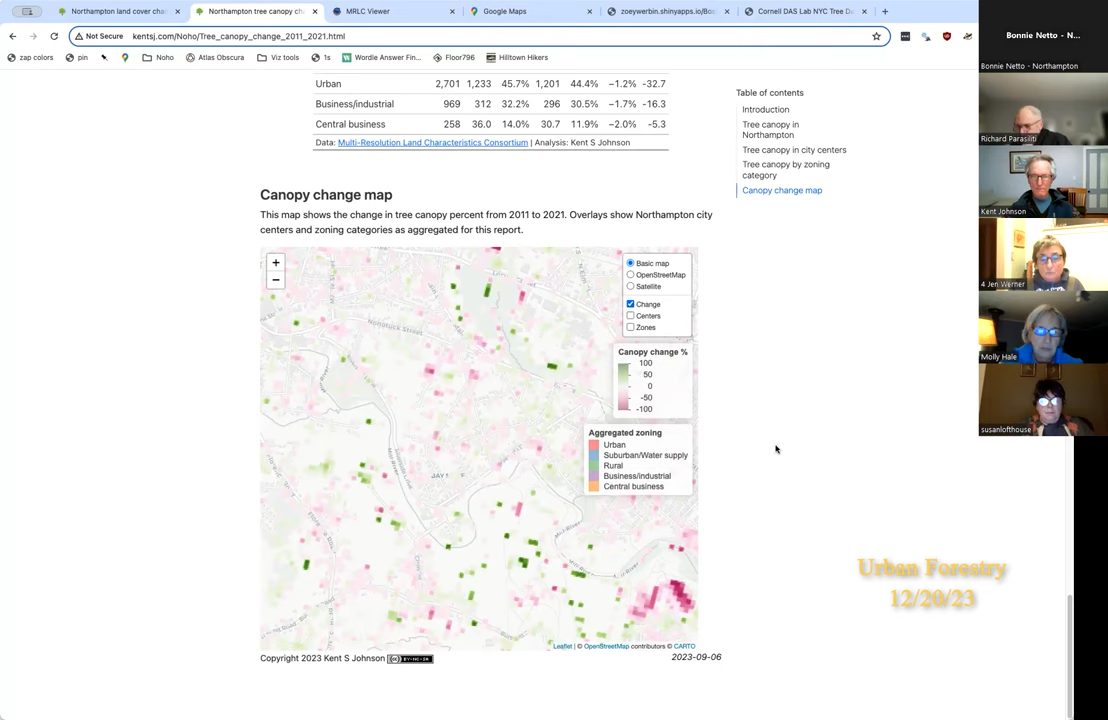 Northampton land cover cha
Northampton tree canopy ch
MRLC Viewer
Google Maps
zoeywerbin.shinyapps.io/Bos
Cornell DAS Lab NYC Tree D
Not Secure
kentsj.com/Noho/Tree_canopy_change_2011_2021.html
zap colors
pin
Noho
Atlas Obscura
Viz tools
1s
Wordle Answer Fin...
Floor796
Hilltown Hikers
Urban 2,701 1,233 45.7% 1,201 44.4% −1.2% -32.7
Business/industrial 969 312 32.2% 296 30.5% −1.7% -16.3
Central business 258 36.0 14.0% 30.7 11.9% −2.0% -5.3
Data: Multi-Resolution Land Characteristics Consortium | Analysis: Kent S Johnson
Table of contents
Introduction
Tree canopy in
Northampton
Tree canopy in city centers
Tree canopy by zoning
category
Canopy change map
Canopy change map
This map shows the change in tree canopy percent from 2011 to 2021. Overlays show Northampton city
centers and zoning categories as aggregated for this report.
+
−
Basic map
OpenStreetMap
Satellite
Change
Centers
Zones
Canopy change %
100
50
0
-50
-100
Aggregated zoning
Urban
Suburban/Water supply
Rural
Business/industrial
Central business
Nonotuck Street
Mill River
Leaflet | © OpenStreetMap contributors © CARTO
Copyright 2023 Kent S Johnson
BY-NC-SA
2023-09-06
Bonnie Netto - N...
Bonnie Netto - Northampton
Richard Parasiliti
Kent Johnson
4 Jen Werner
Molly Hale
susanlofthouse
Urban Forestry
12/20/23